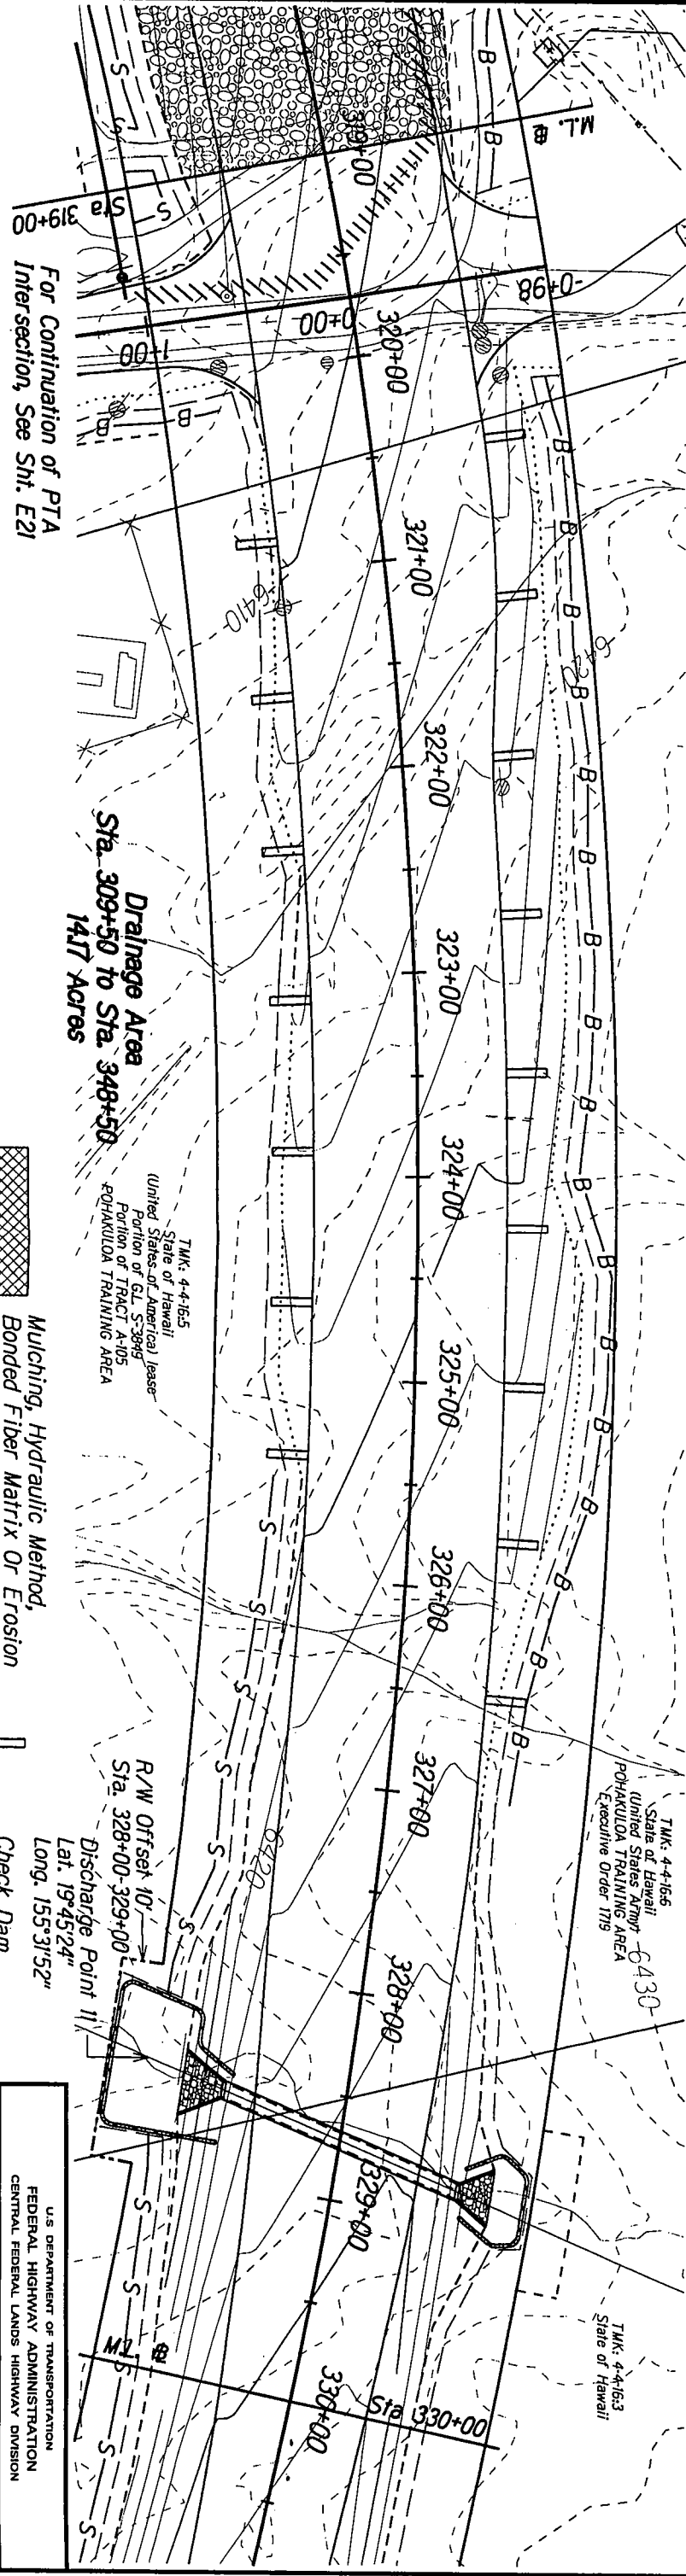 M.L.
Sta 319+00
319+00
-0+98
0+00
1+00
320+00
321+00
322+00
323+00
324+00
325+00
326+00
327+00
328+00
329+00
330+00
Sta 330+00
M.L.
B B
B B B B B B B B B B B B B B B B
B B
S S S
S S S S S S
S S S S S
6410
6420
6420
6430
For Continuation of PTA
Intersection, See Sht. E21
Drainage Area
Sta. 309+50 to Sta. 348+50
14.17 Acres
TMK: 4-4-16:5
State of Hawaii
(United States of America) lease
Portion of G.L. S-3849
Portion of TRACT A-105
POHAKULOA TRAINING AREA
TMK: 4-4-16:6
State of Hawaii
(United States Army)
POHAKULOA TRAINING AREA
Executive Order 1719
TMK: 4-4-16:3
State of Hawaii
R/W Offset 10'
Sta. 328+00-329+00
Discharge Point 11
Lat. 19°45'24"
Long. 155°31'52"
Mulching, Hydraulic Method,
Bonded Fiber Matrix Or Erosion
Check Dam
U.S. DEPARTMENT OF TRANSPORTATION
FEDERAL HIGHWAY ADMINISTRATION
CENTRAL FEDERAL LANDS HIGHWAY DIVISION